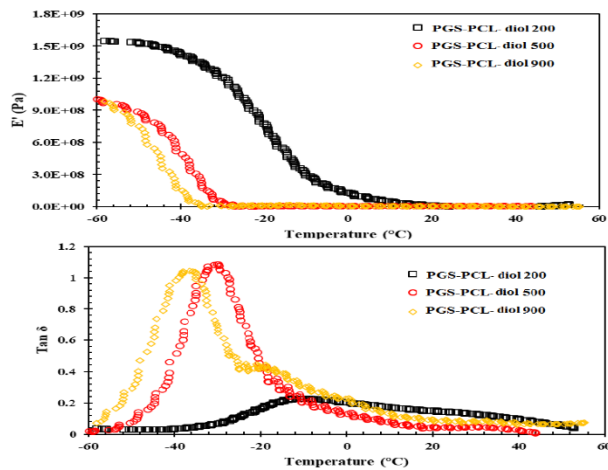 1.8E+09
1.5E+09
1.2E+09
9.0E+08
6.0E+08
3.0E+08
0.0E+00
E' (Pa)
PGS-PCL-diol 200
PGS-PCL-diol 500
PGS-PCL-diol 900
-60 -40 -20 0 20 40 60
Temperature (°C)
1.2
1
0.8
0.6
0.4
0.2
0
Tan δ
PGS-PCL- diol 200
PGS-PCL- diol 500
PGS-PCL- diol 900
-60 -40 -20 0 20 40 60
Temperature (°C)